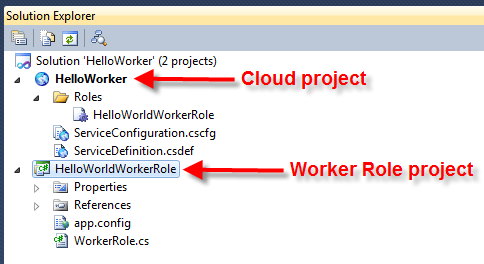 Solution Explorer
Solution 'HelloWorker' (2 projects)
HelloWorker Cloud project
Roles
HelloWorldWorkerRole
ServiceConfiguration.cscfg
ServiceDefinition.csdef
HelloWorldWorkerRole Worker Role project
Properties
References
app.config
WorkerRole.cs